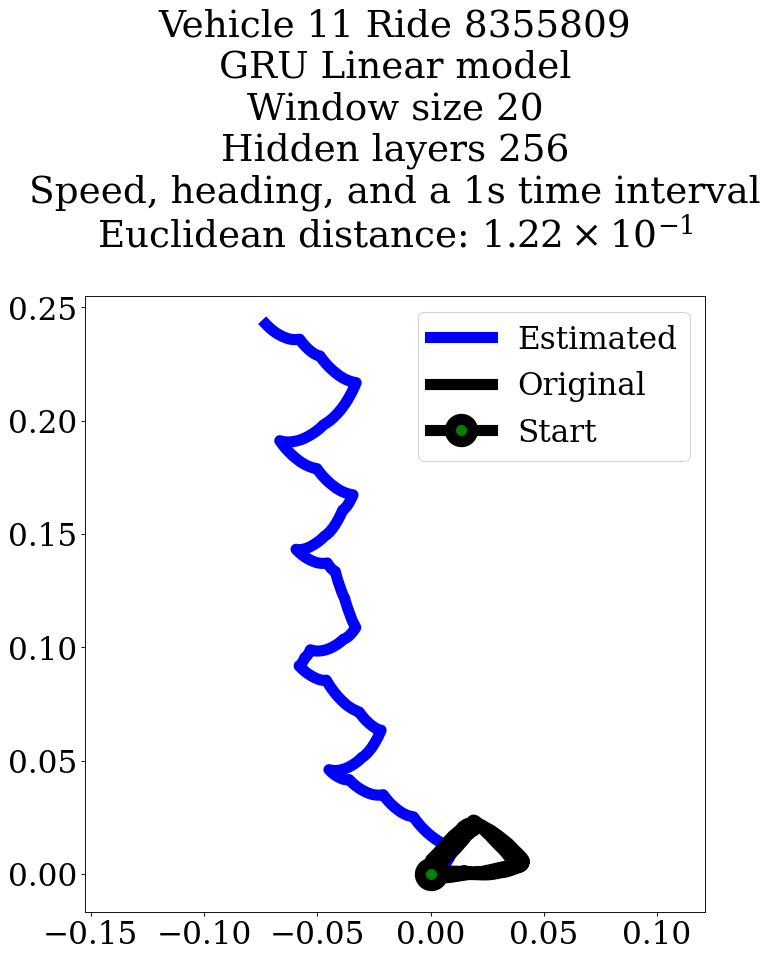 Vehicle 11 Ride 8355809
GRU Linear model
Window size 20
Hidden layers 256
Speed, heading, and a 1s time interval
Euclidean distance: 1.22 × 10⁻¹
0.25
0.20
0.15
0.10
0.05
0.00
Estimated
Original
Start
−0.15 −0.10 −0.05 0.00 0.05 0.10